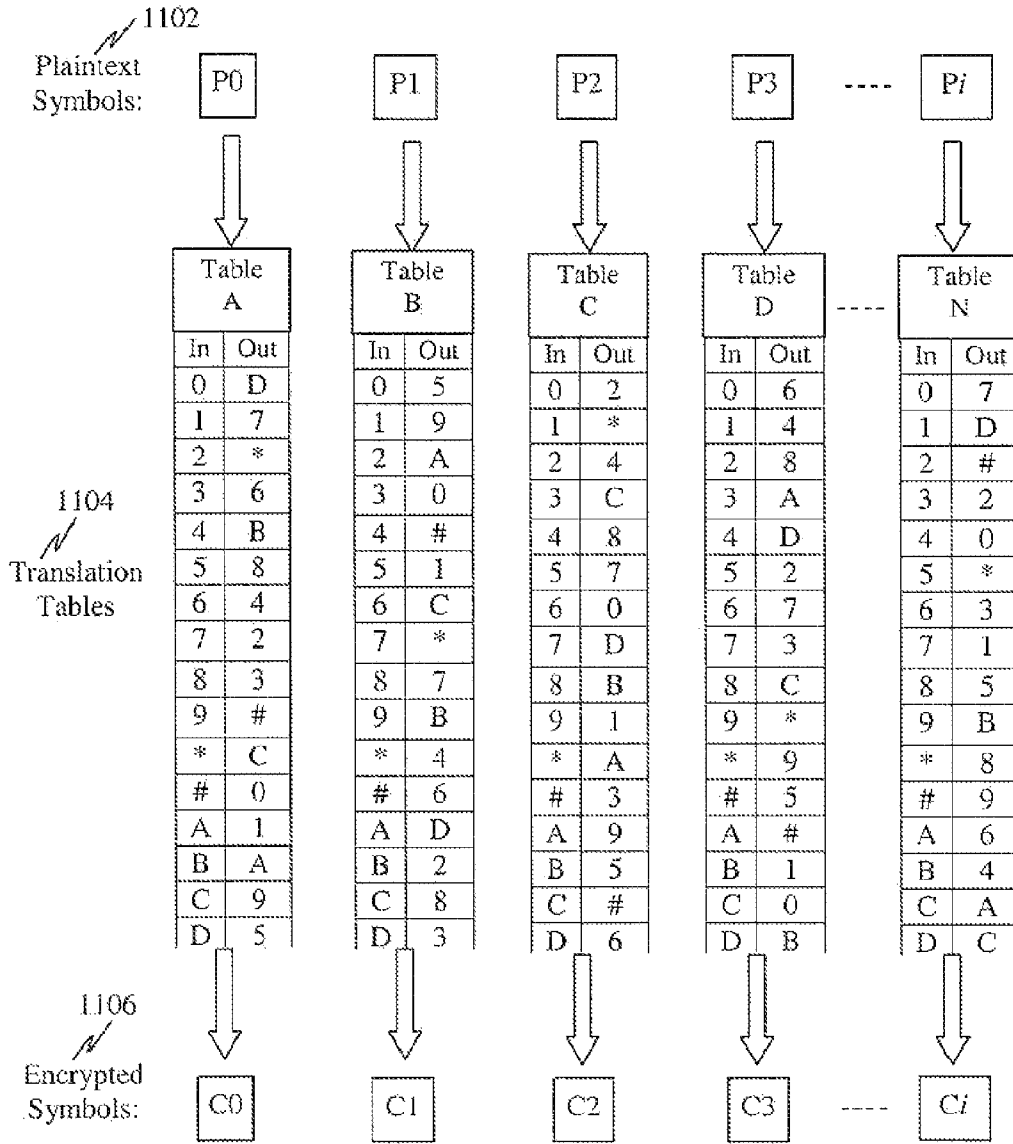 1102
Plaintext
Symbols:
P0 P1 P2 P3 ---- Pi
Table A Table B Table C Table D ---- Table N
In Out In Out In Out In Out In Out
0 D 0 5 0 2 0 6 0 7
1 7 1 9 1 * 1 4 1 D
2 * 2 A 2 4 2 8 2 #
3 6 3 0 3 C 3 A 3 2
4 B 4 # 4 8 4 D 4 0
5 8 5 1 5 7 5 2 5 *
6 4 6 C 6 0 6 7 6 3
7 2 7 * 7 D 7 3 7 1
8 3 8 7 8 B 8 C 8 5
9 # 9 B 9 1 9 * 9 B
* C * 4 * A * 9 * 8
# 0 # 6 # 3 # 5 # 9
A 1 A D A 9 A # A 6
B A B 2 B 5 B 1 B 4
C 9 C 8 C # C 0 C A
D 5 D 3 D 6 D B D C
1104
Translation
Tables
1106
Encrypted
Symbols:
C0 C1 C2 C3 ---- Ci